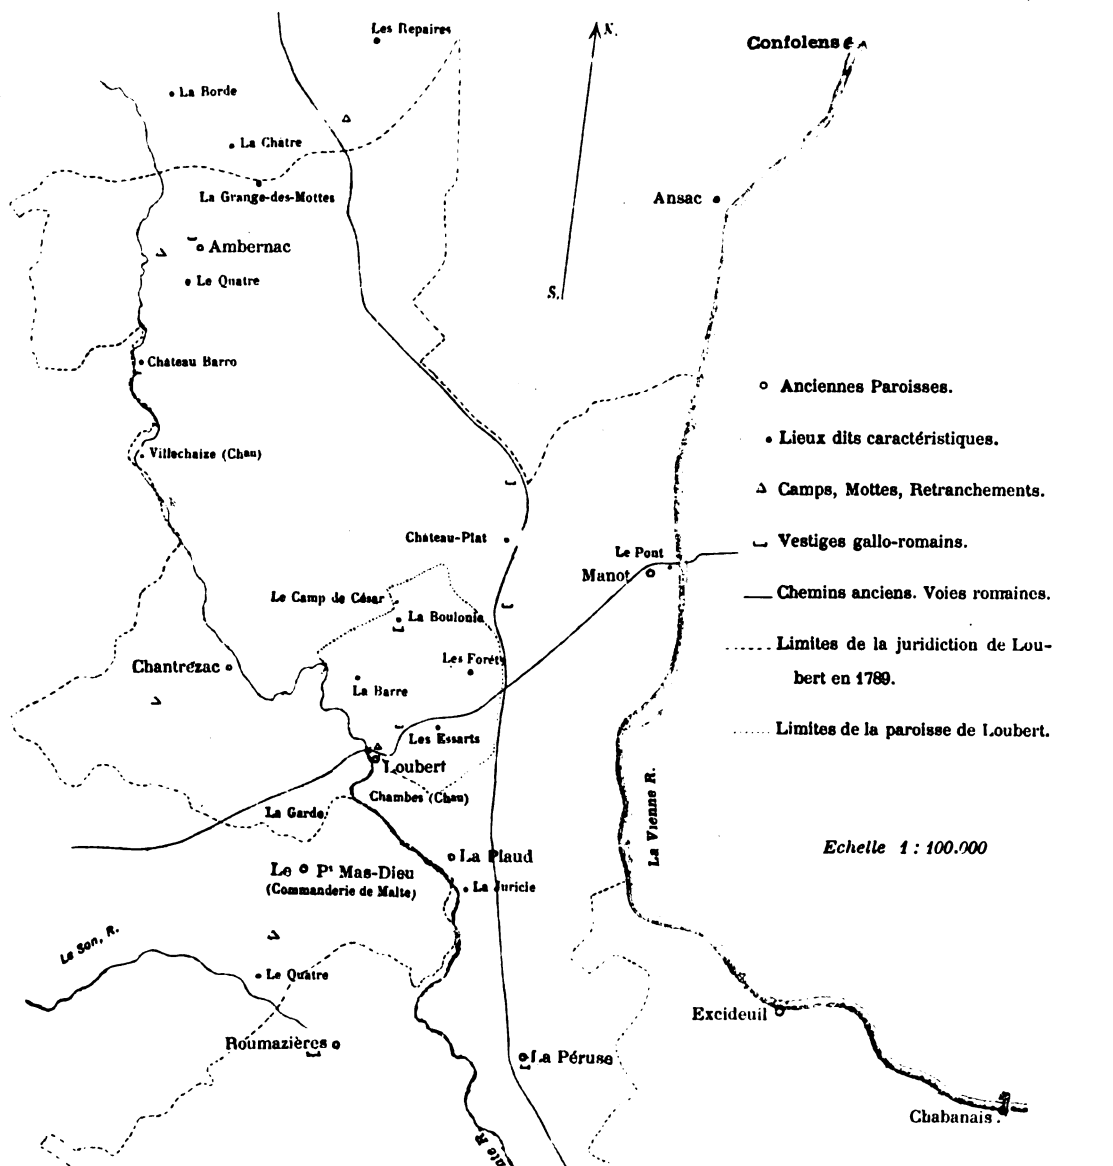 Les Repaires
N.
Confolens
La Borde
La Châtre
La Grange-des-Mottes
Ansac
Ambernac
Le Quatre
S.
Château Barro
Anciennes Paroisses.
Lieux dits caractéristiques.
Villechaize (Chau)
Camps, Mottes, Retranchements.
Château-Plat
Vestiges gallo-romains.
Le Pont
Manot
Le Camp de César
Chemins anciens. Voies romaines.
La Boulonie
Limites de la juridiction de Lou-
bert en 1789.
Chantrezac
Les Forêts
La Barre
Limites de la paroisse de Loubert.
Les Essarts
Loubert
Chambes (Chau)
La Garde
La Vienne R.
Echelle 1 : 100.000
La Plaud
Le Pt Mas-Dieu
(Commanderie de Malte)
La Juricie
Le Son, R.
Le Quatre
Excideuil
Roumazières
La Péruse
Chabanais.
R